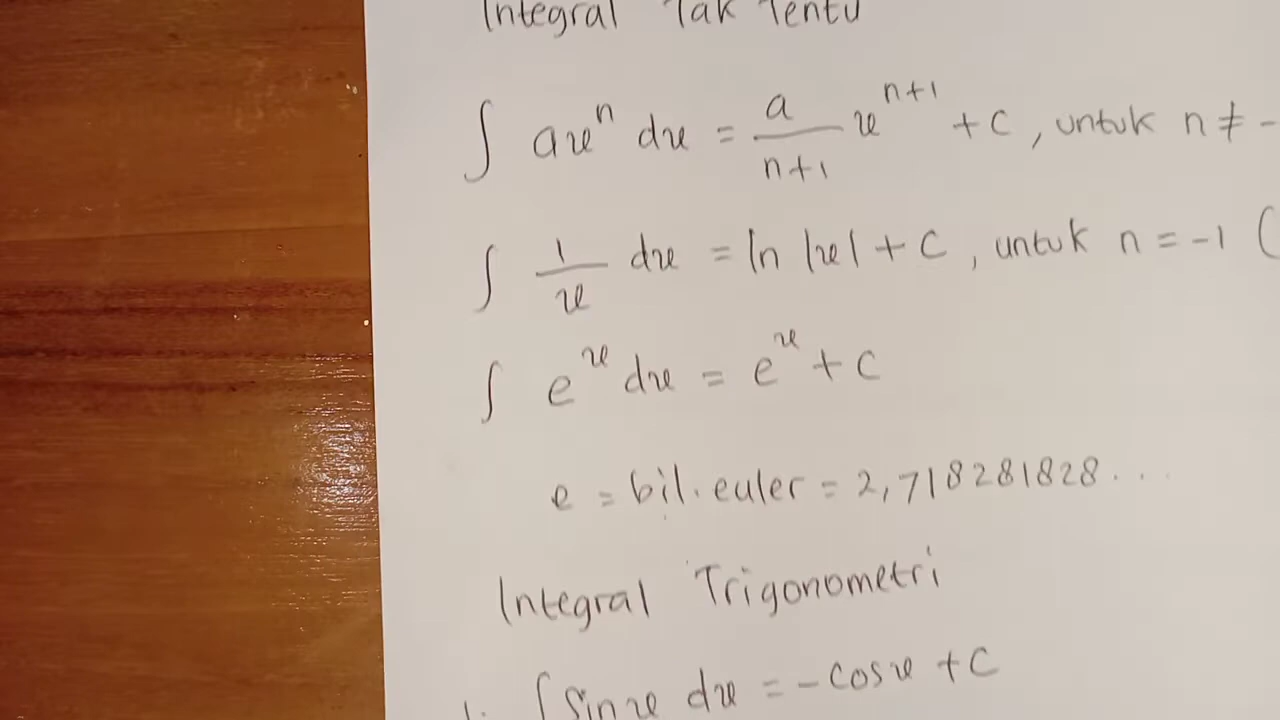 Integral Tak Tentu
∫ ax^n dx = a/(n+1) x^(n+1) + C, untuk n ≠ -
∫ 1/x dx = ln |x| + C, untuk n = -1 (
∫ e^x dx = e^x + C
e = bil. euler = 2,718281828...
Integral Trigonometri
1. ∫ Sin x dx = - cos x + C